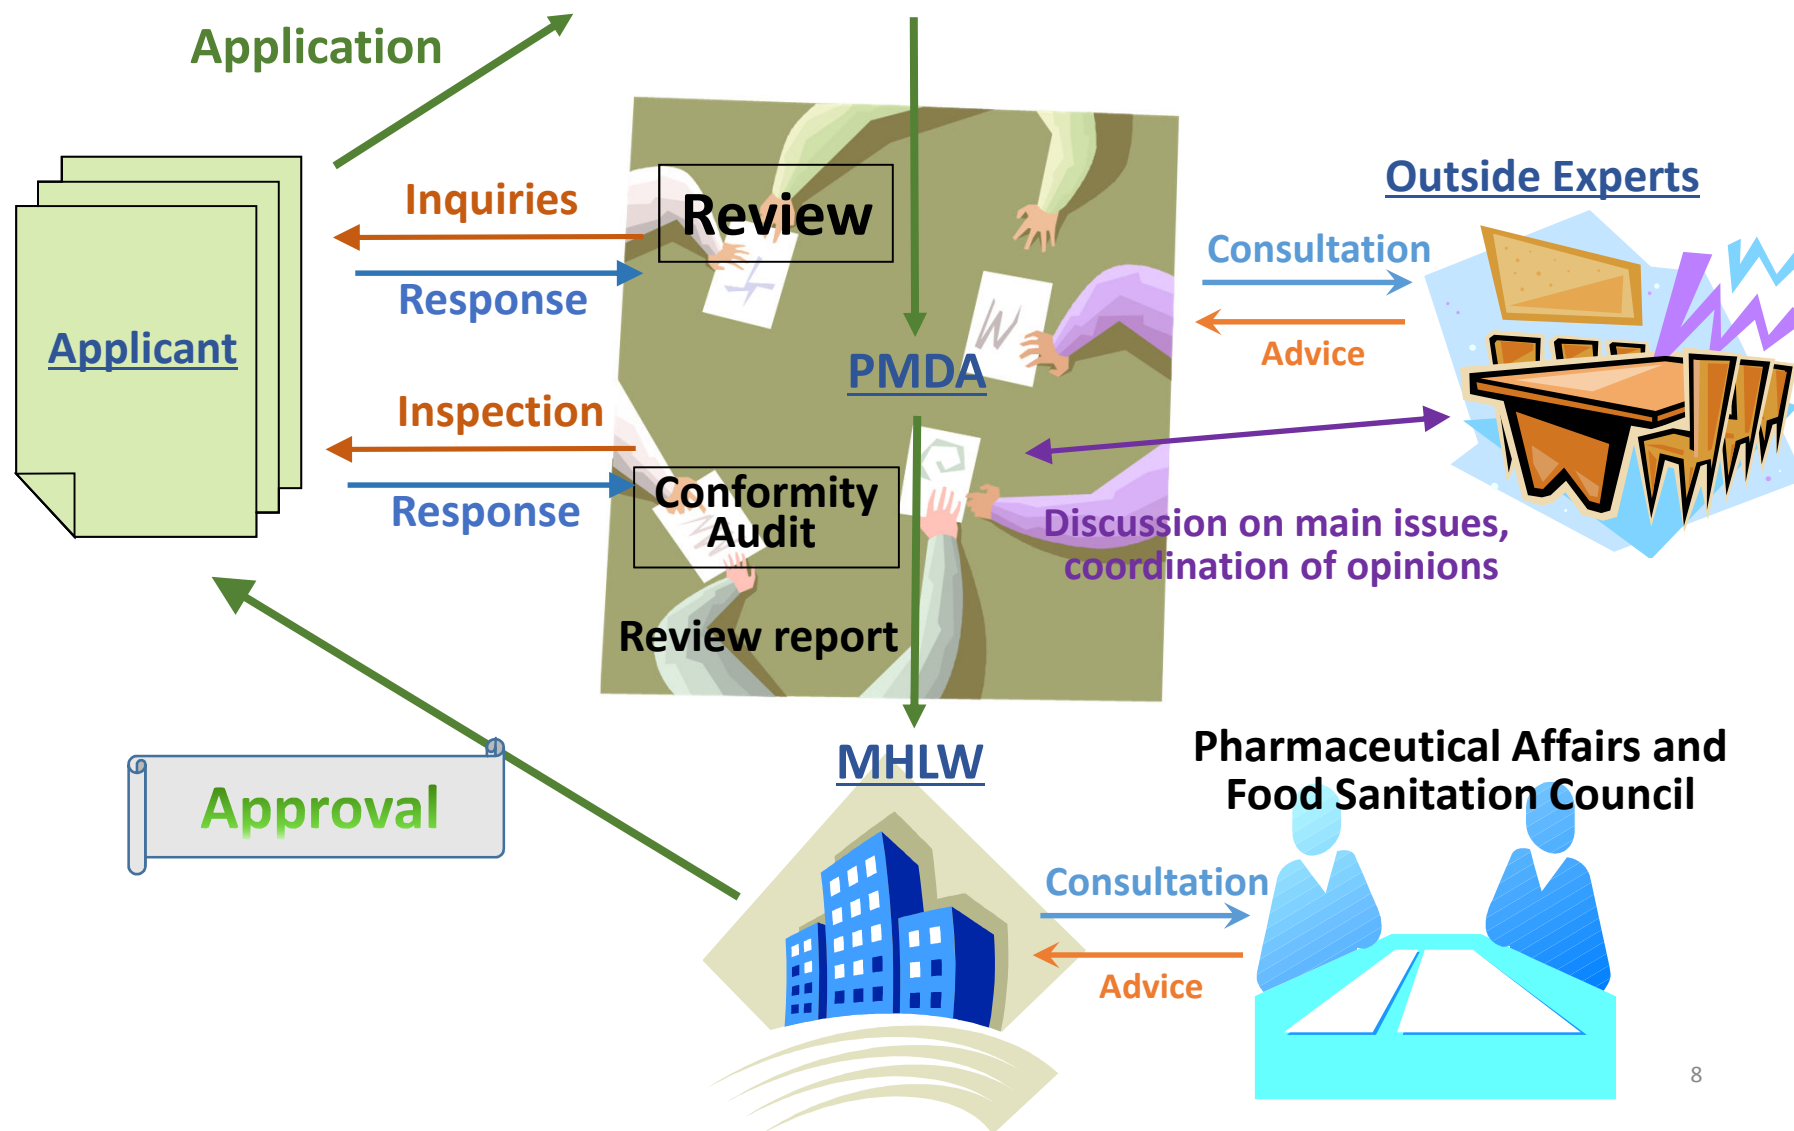 Application
Outside Experts
Inquiries
Review
Response
Consultation
Advice
Applicant
PMDA
Inspection
Response
Conformity
Audit
Discussion on main issues,
coordination of opinions
Review report
MHLW
Approval
Pharmaceutical Affairs and
Food Sanitation Council
Consultation
Advice
8